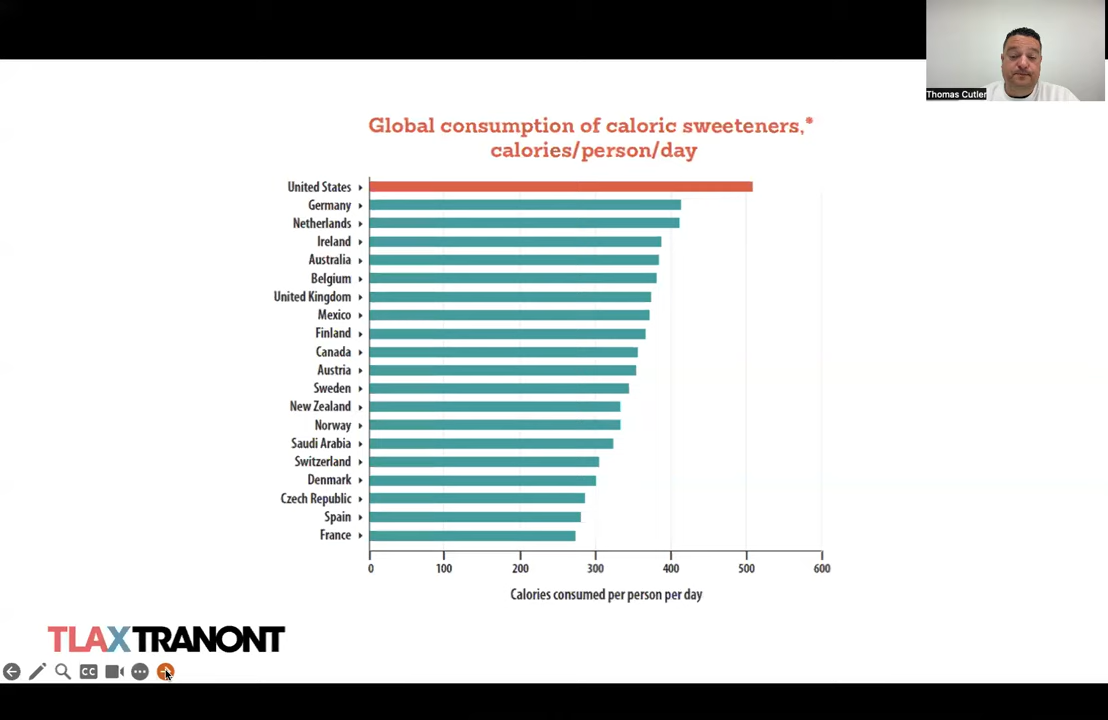 Thomas Cutler
Global consumption of caloric sweeteners,*
calories/person/day
United States
Germany
Netherlands
Ireland
Australia
Belgium
United Kingdom
Mexico
Finland
Canada
Austria
Sweden
New Zealand
Norway
Saudi Arabia
Switzerland
Denmark
Czech Republic
Spain
France
0 100 200 300 400 500 600
Calories consumed per person per day
TLAXTRANONT
CC